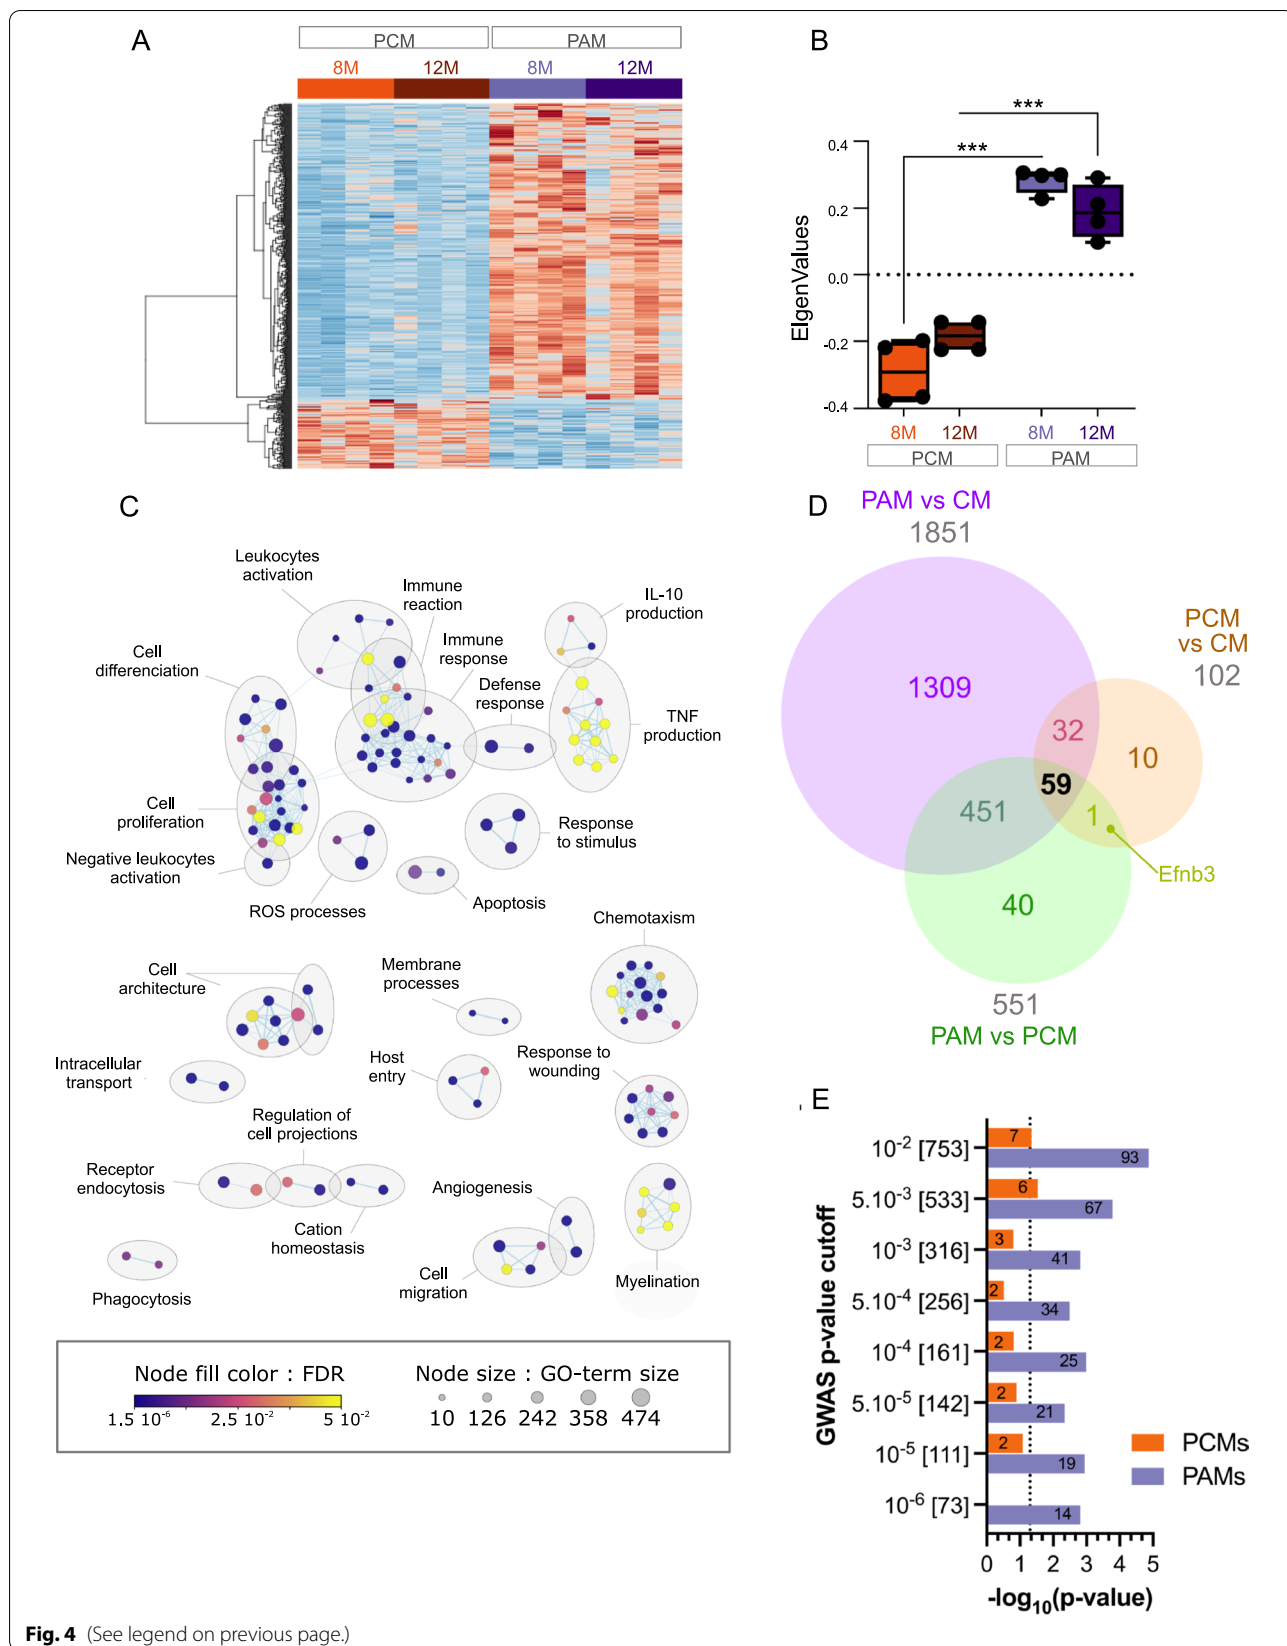 A
PCM
PAM
8M
12M
8M
12M
B
***
***
0.4
0.2
0.0
-0.2
-0.4
EIgenValues
8M
12M
8M
12M
PCM
PAM
C
Leukocytes
activation
Immune
reaction
IL-10
production
Cell
differenciation
Immune
response
Defense
response
TNF
production
Cell
proliferation
Response
to stimulus
Negative leukocytes
activation
ROS processes
Apoptosis
Chemotaxism
Cell
architecture
Membrane
processes
Intracellular
transport
Host
entry
Response to
wounding
Regulation of
cell projections
Receptor
endocytosis
Angiogenesis
Cation
homeostasis
Cell
migration
Myelination
Phagocytosis
Node fill color : FDR
1.5 10-6
2.5 10-2
5 10-2
Node size : GO-term size
10
126
242
358
474
D
PAM vs CM
1851
PCM
vs CM
102
1309
32
10
59
451
1
Efnb3
40
551
PAM vs PCM
E
GWAS p-value cutoff
10-2 [753]
7
93
5.10-3 [533]
6
67
10-3 [316]
3
41
5.10-4 [256]
2
34
10-4 [161]
2
25
5.10-5 [142]
2
21
10-5 [111]
2
19
10-6 [73]
14
PCMs
PAMs
0 1 2 3 4 5
-log10(p-value)
Fig. 4 (See legend on previous page.)